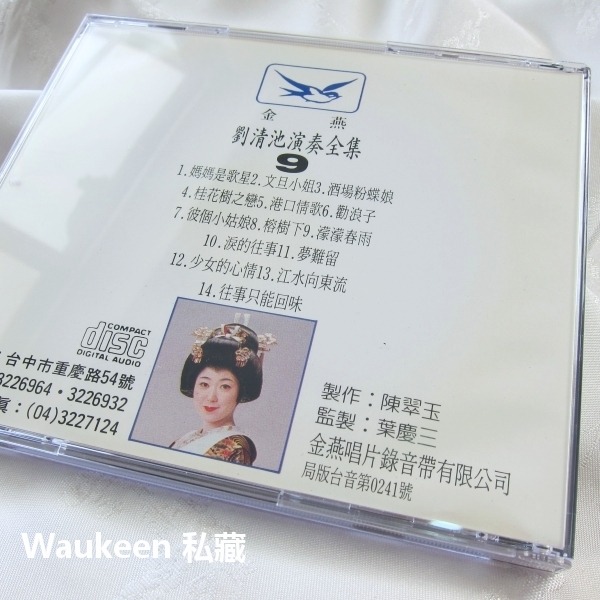 金燕
劉清池演奏全集
9
1.媽媽是歌星2.文旦小姐3.酒場粉蝶娘
4.桂花樹之戀5.港口情歌6.勸浪子
7.彼個小姑娘8.榕樹下9.濛濛春雨
10.淚的往事11.夢難留
12.少女的心情13.江水向東流
14.往事只能回味
COMPACT
disc
DIGITAL AUDIO
台中市重慶路54號
3226964·3226932
真:(04)3227124
製作:陳翠玉
監製:葉慶三
金燕唱片錄音帶有限公司
局版台音第0241號
Waukeen 私藏